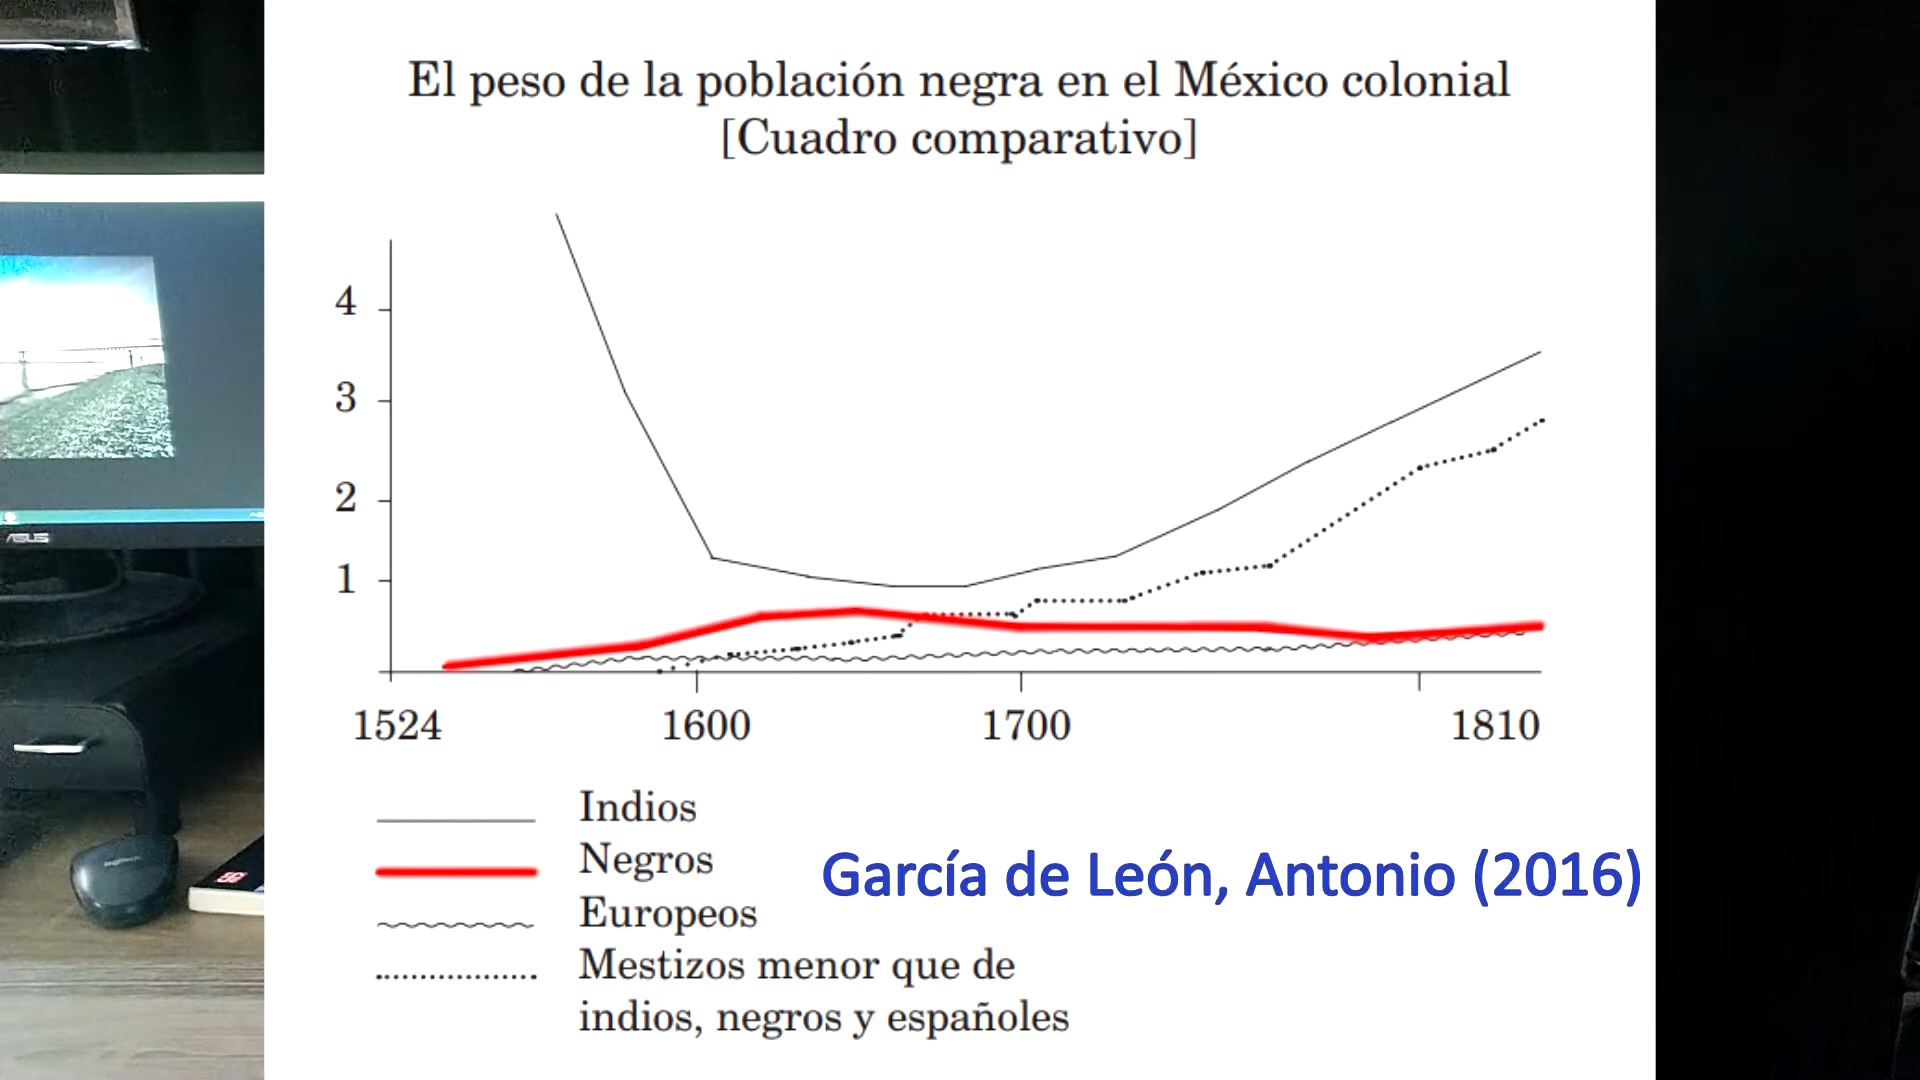 El peso de la población negra en el México colonial
[Cuadro comparativo]
4
3
2
1
1524 1600 1700 1810
Indios
Negros
Europeos
Mestizos menor que de
indios, negros y españoles
García de León, Antonio (2016)
ASUS